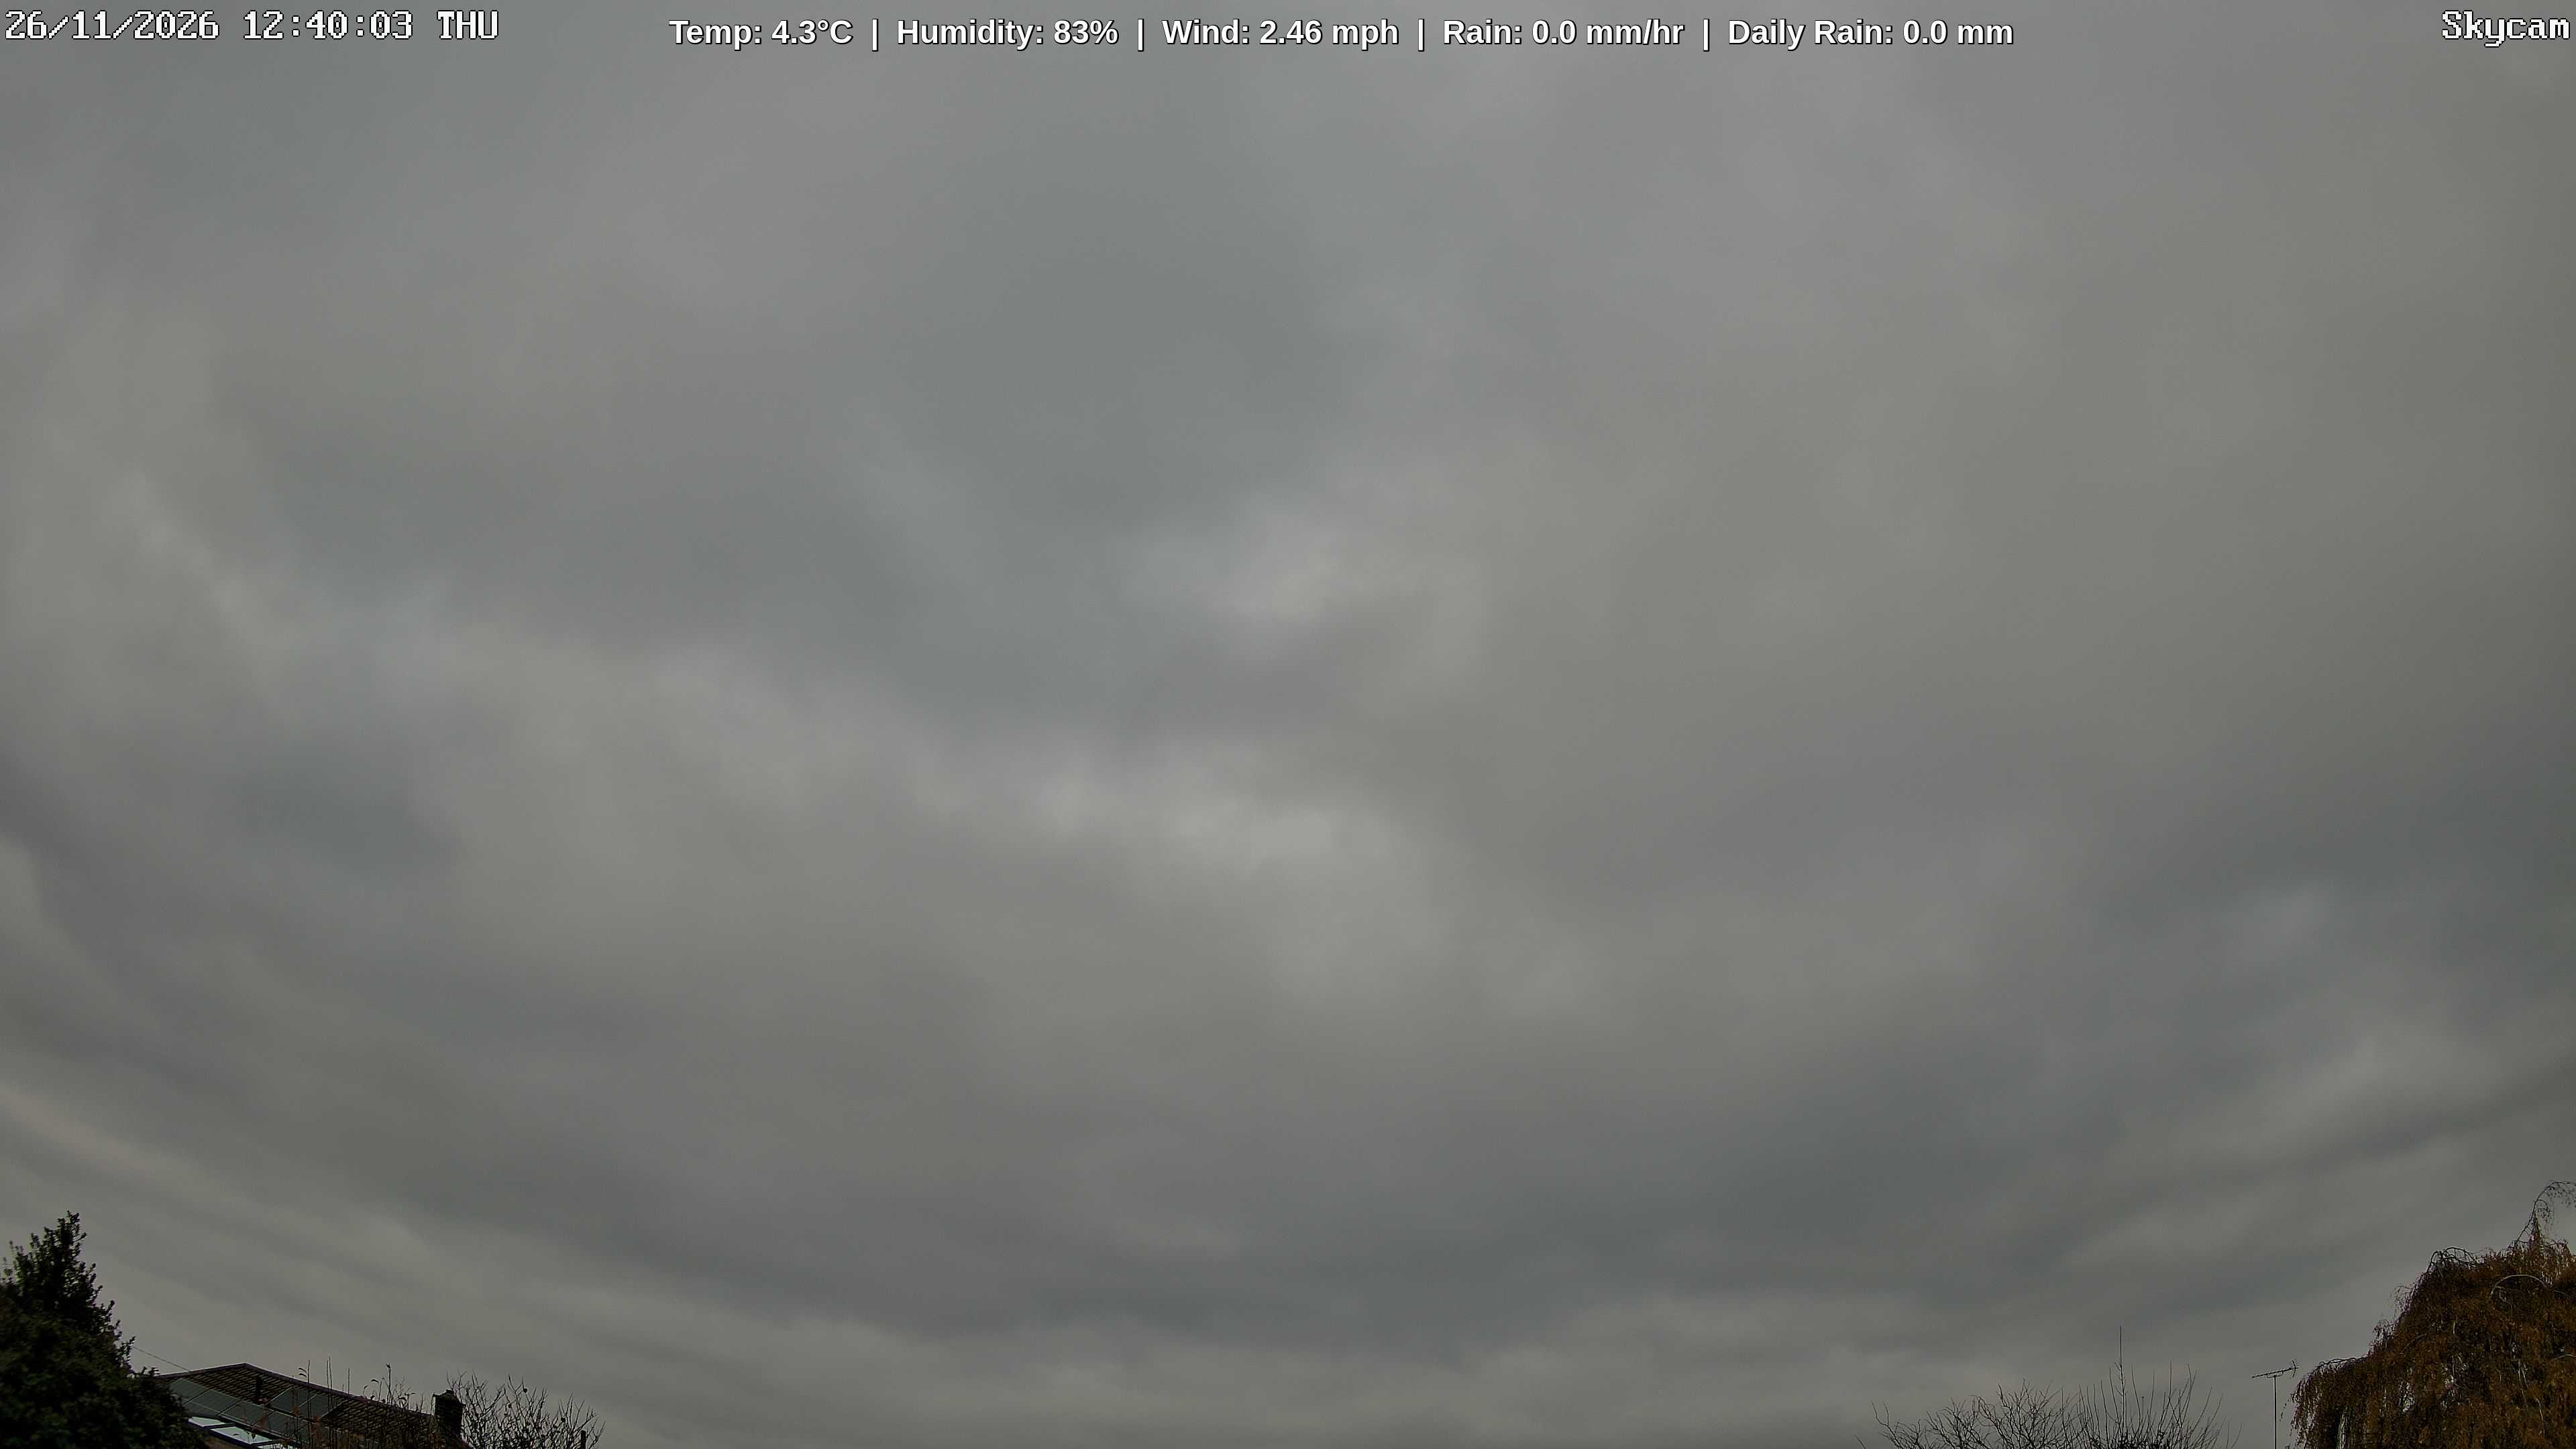 26/11/2026 12:40:03 THU
Temp: 4.3°C | Humidity: 83% | Wind: 2.46 mph | Rain: 0.0 mm/hr | Daily Rain: 0.0 mm
Skycam